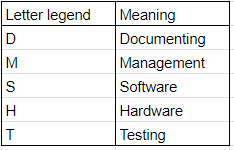 Letter legend Meaning
D Documenting
M Management
S Software
H Hardware
T Testing